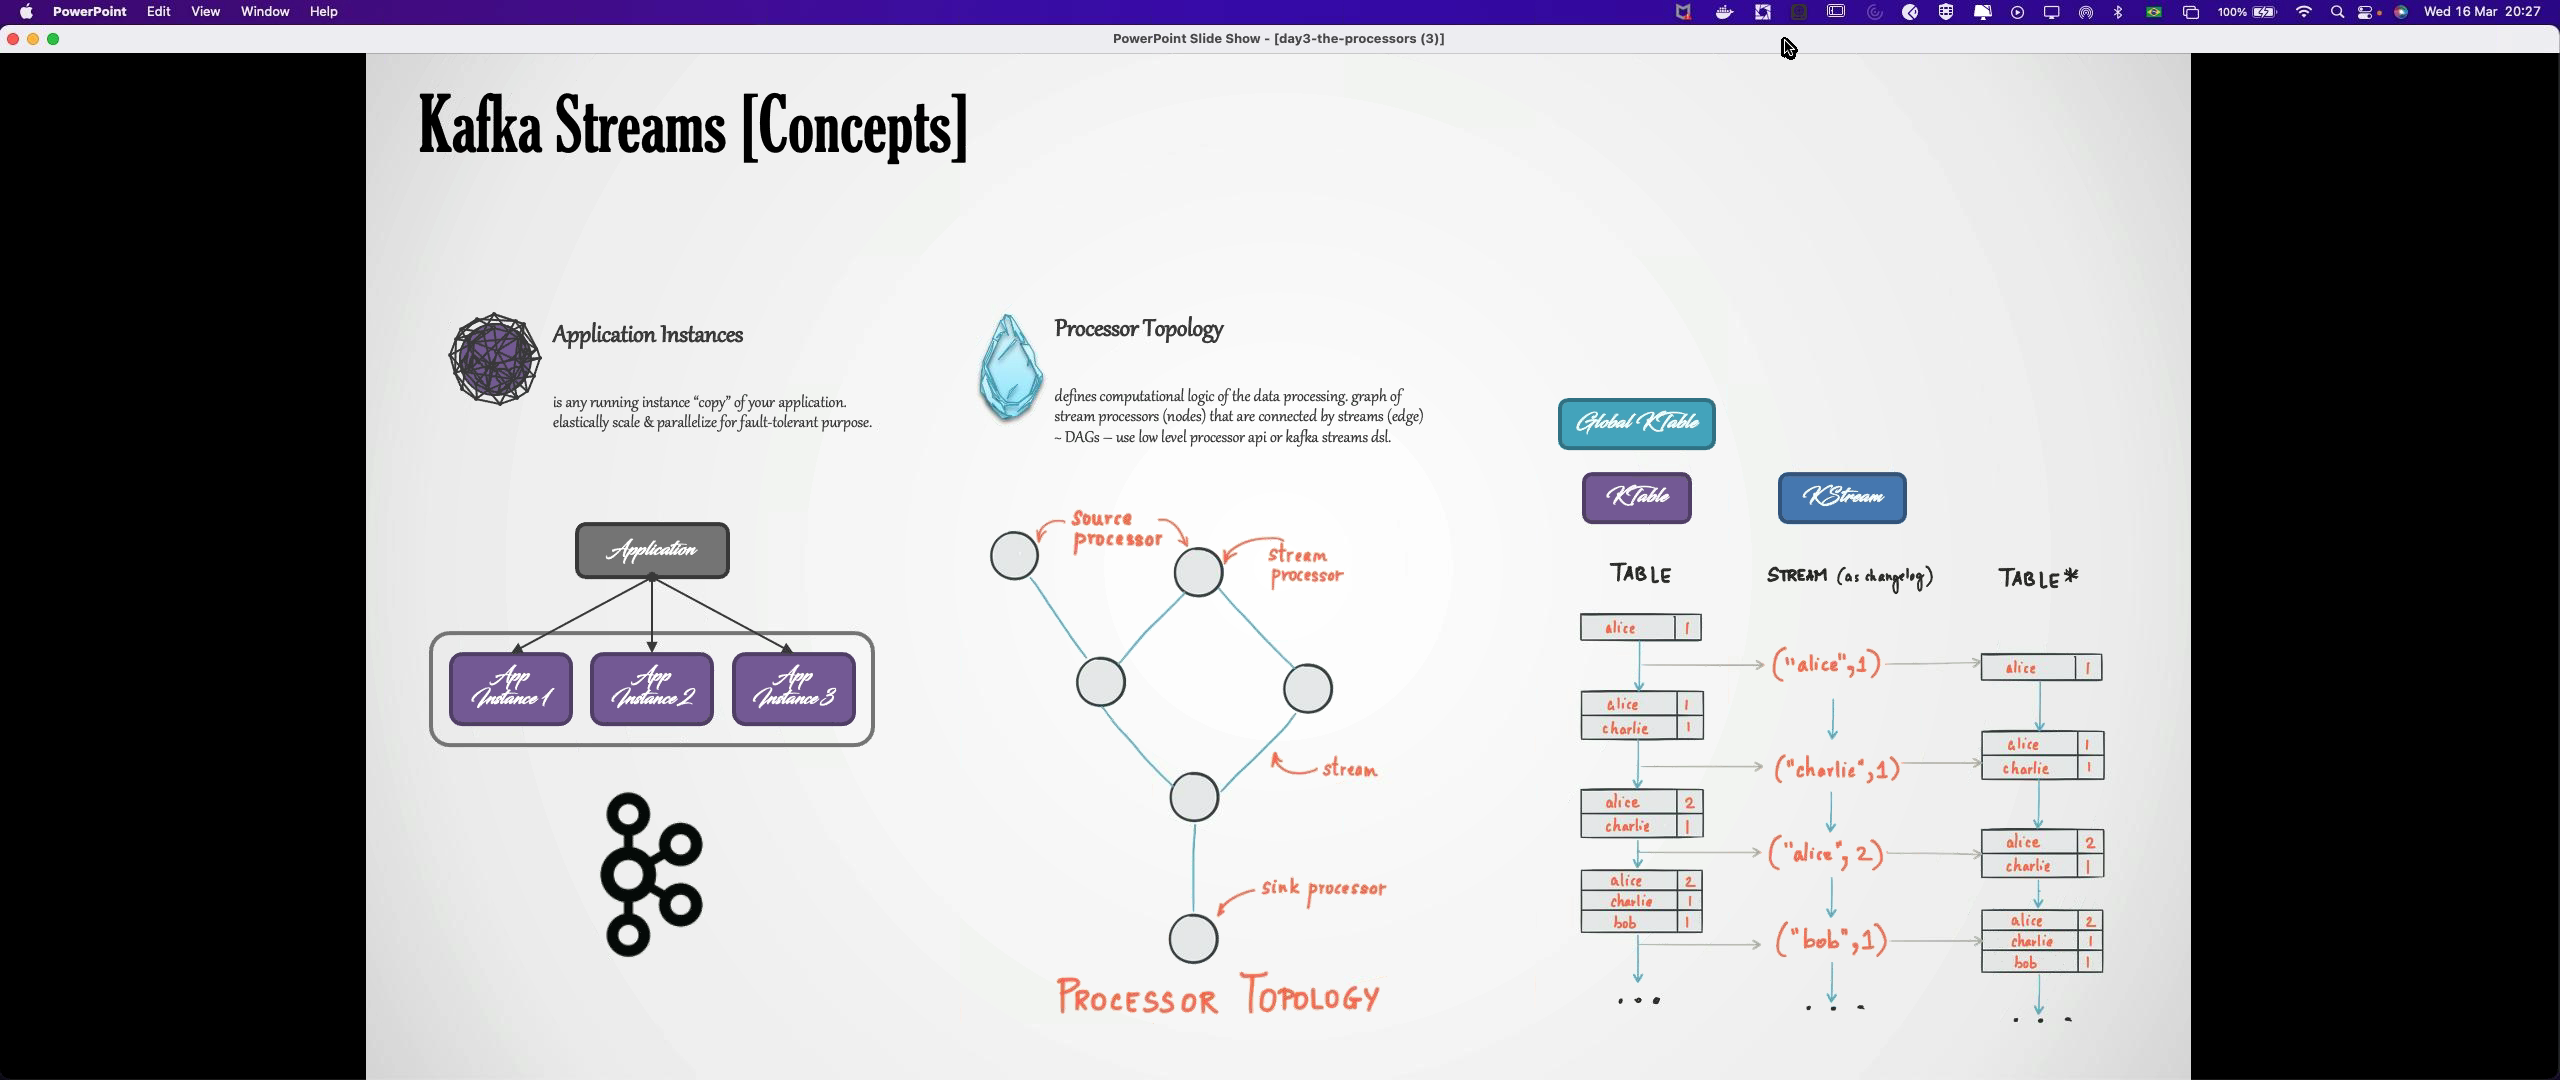 PowerPoint Edit View Window Help
100% Wed 16 Mar 20:27
PowerPoint Slide Show - [day3-the-processors (3)]
Kafka Streams [Concepts]
Application Instances
is any running instance “copy” of your application.
elastically scale & parallelize for fault-tolerant purpose.
Application
App
Instance 1
App
Instance 2
App
Instance 3
Processor Topology
defines computational logic of the data processing. graph of
stream processors (nodes) that are connected by streams (edge)
~ DAGs – use low level processor api or kafka streams dsl.
Source
processor
stream
processor
stream
sink processor
PROCESSOR TOPOLOGY
Global KTable
KTable
KStream
TABLE
STREAM (as changelog)
TABLE*
alice 1
("alice",1)
alice 1
alice 1
charlie 1
("charlie",1)
alice 1
charlie 1
alice 2
charlie 1
("alice", 2)
alice 2
charlie 1
alice 2
charlie 1
bob 1
("bob",1)
alice 2
charlie 1
bob 1
...
...
...